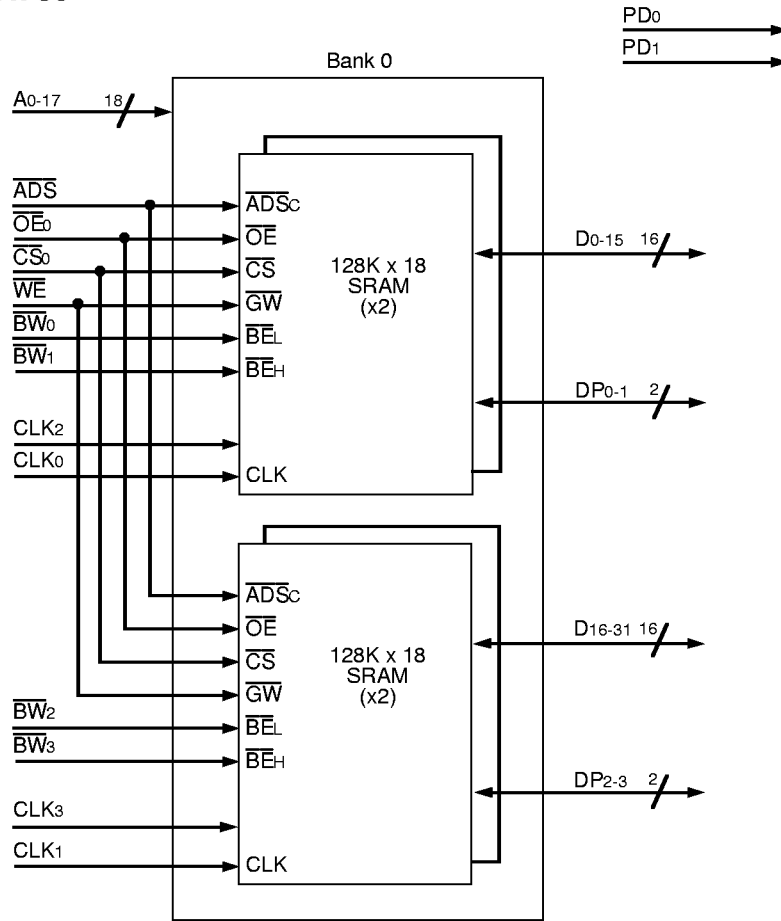 PD0
PD1
Bank 0
A0-17 18
ADS
OE0
CS0
WE
BW0
BW1
CLK2
CLK0
ADSC
OE
CS
GW
BEL
BEH
CLK
128K x 18
SRAM
(x2)
D0-15 16
DP0-1 2
BW2
BW3
CLK3
CLK1
ADSC
OE
CS
GW
BEL
BEH
CLK
128K x 18
SRAM
(x2)
D16-31 16
DP2-3 2